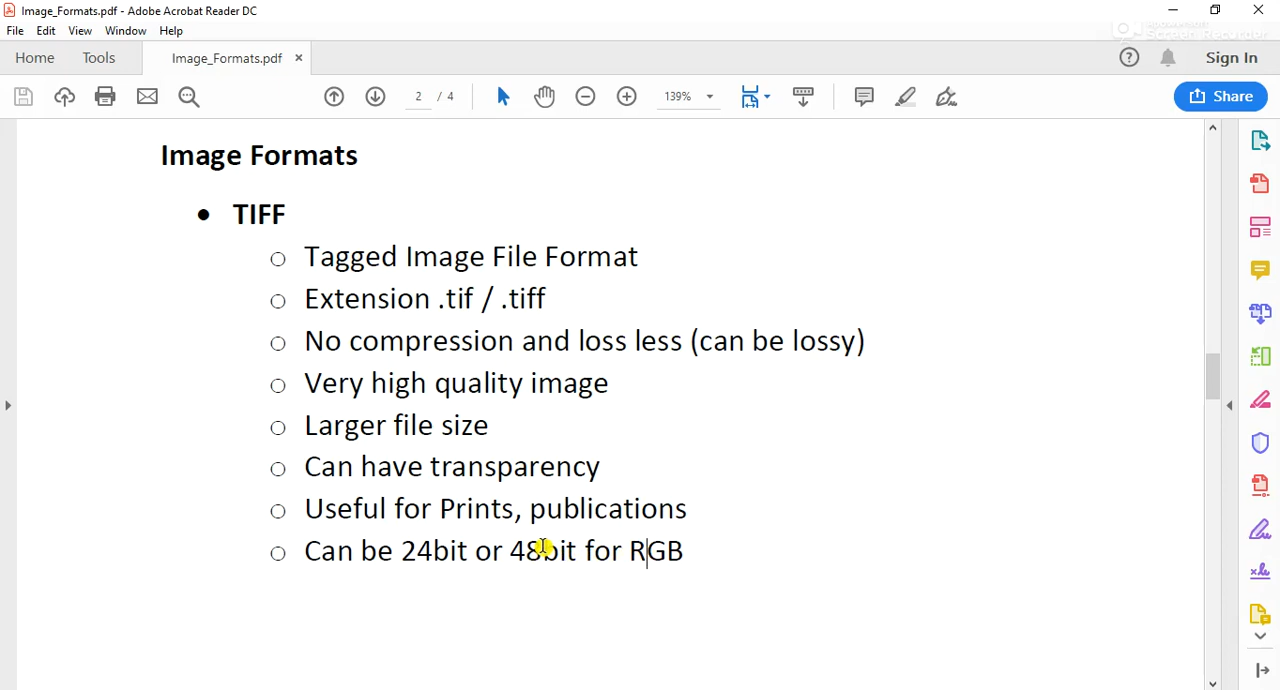 Image_Formats.pdf - Adobe Acrobat Reader DC
File Edit View Window Help
Screen Recorder
Home Tools Image_Formats.pdf × Sign In
2 / 4 139% Share
Image Formats
• TIFF
○ Tagged Image File Format
○ Extension .tif / .tiff
○ No compression and loss less (can be lossy)
○ Very high quality image
○ Larger file size
○ Can have transparency
○ Useful for Prints, publications
○ Can be 24bit or 48bit for RGB